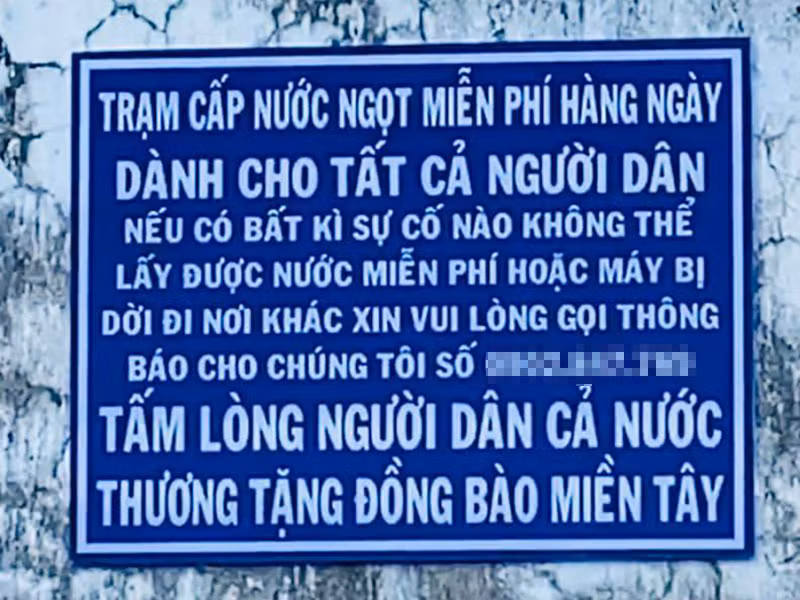 TRẠM CẤP NƯỚC NGỌT MIỄN PHÍ HÀNG NGÀY
DÀNH CHO TẤT CẢ NGƯỜI DÂN
NẾU CÓ BẤT KÌ SỰ CỐ NÀO KHÔNG THỂ
LẤY ĐƯỢC NƯỚC MIỄN PHÍ HOẶC MÁY BỊ
DỜI ĐI NƠI KHÁC XIN VUI LÒNG GỌI THÔNG
BÁO CHO CHÚNG TÔI SỐ
TẤM LÒNG NGƯỜI DÂN CẢ NƯỚC
THƯƠNG TẶNG ĐỒNG BÀO MIỀN TÂY